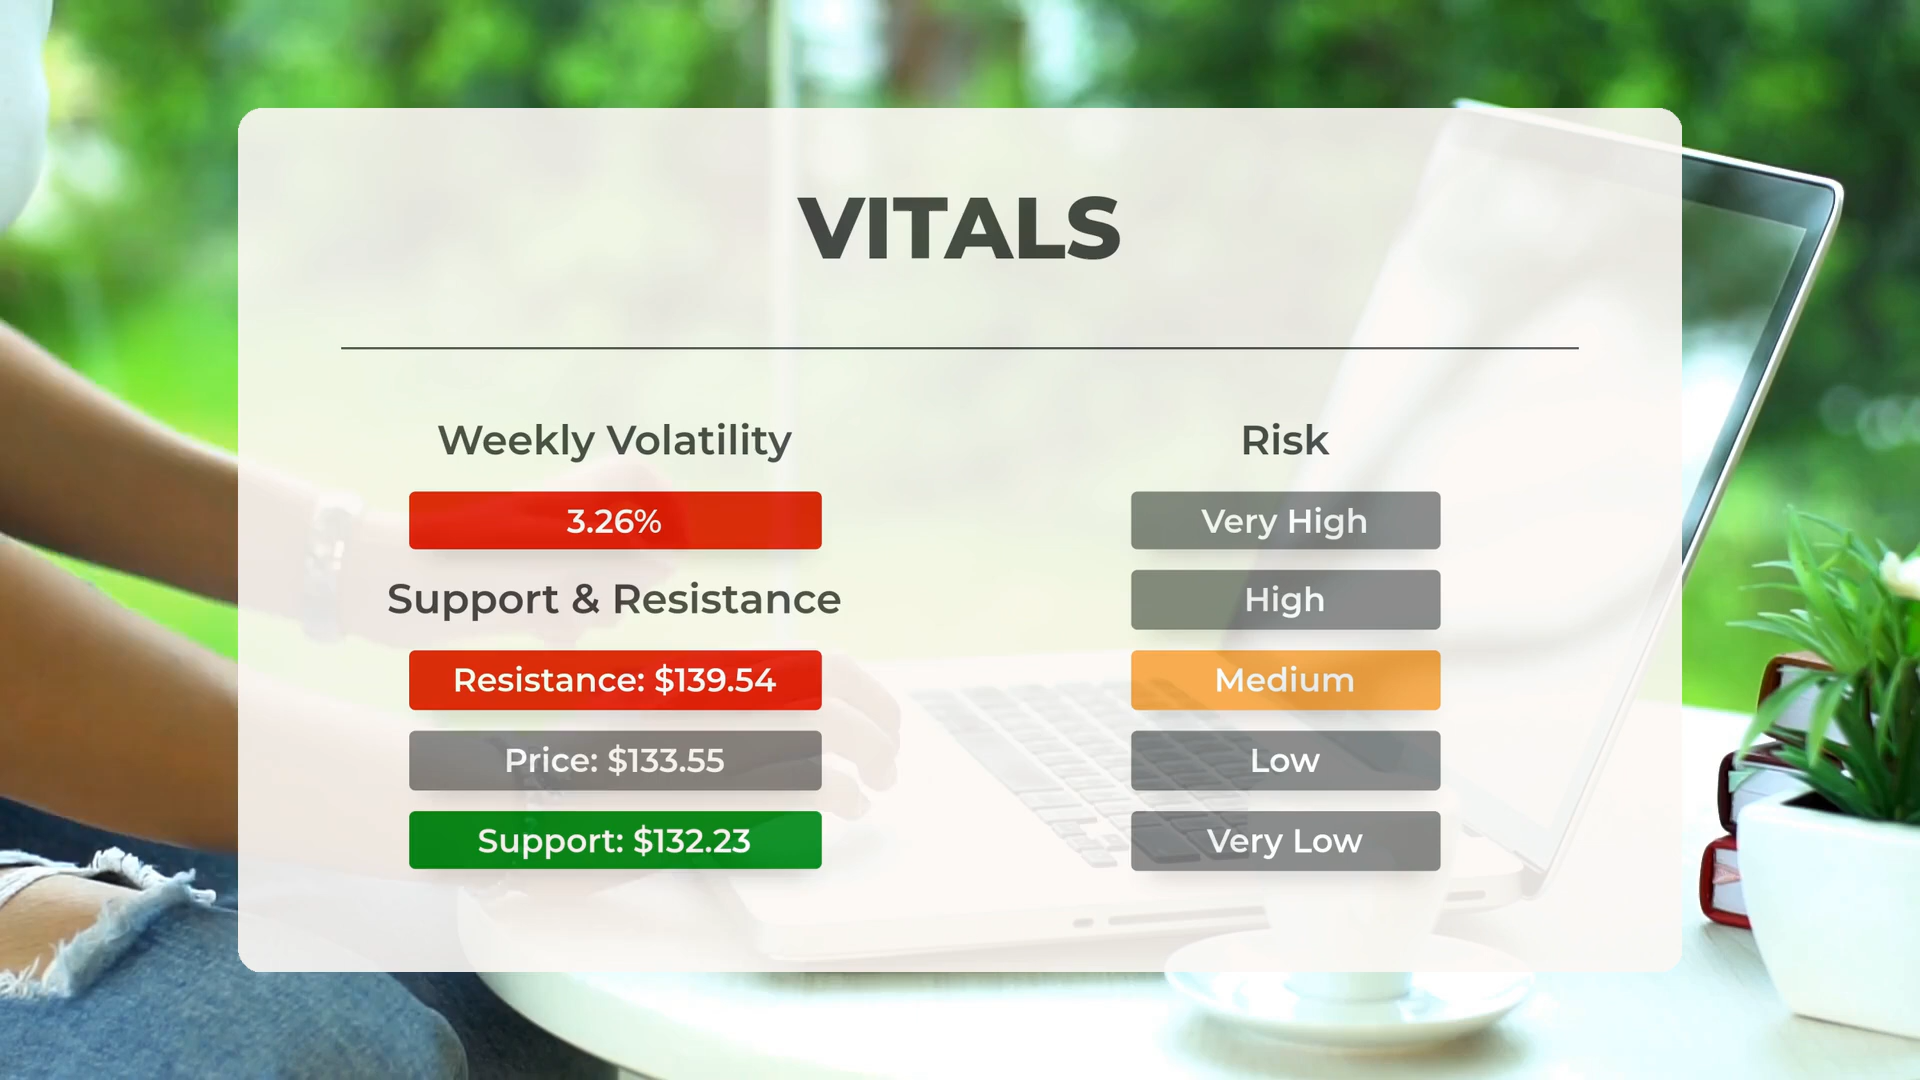 VITALS
Weekly Volatility
3.26%
Support & Resistance
Resistance: $139.54
Price: $133.55
Support: $132.23
Risk
Very High
High
Medium
Low
Very Low